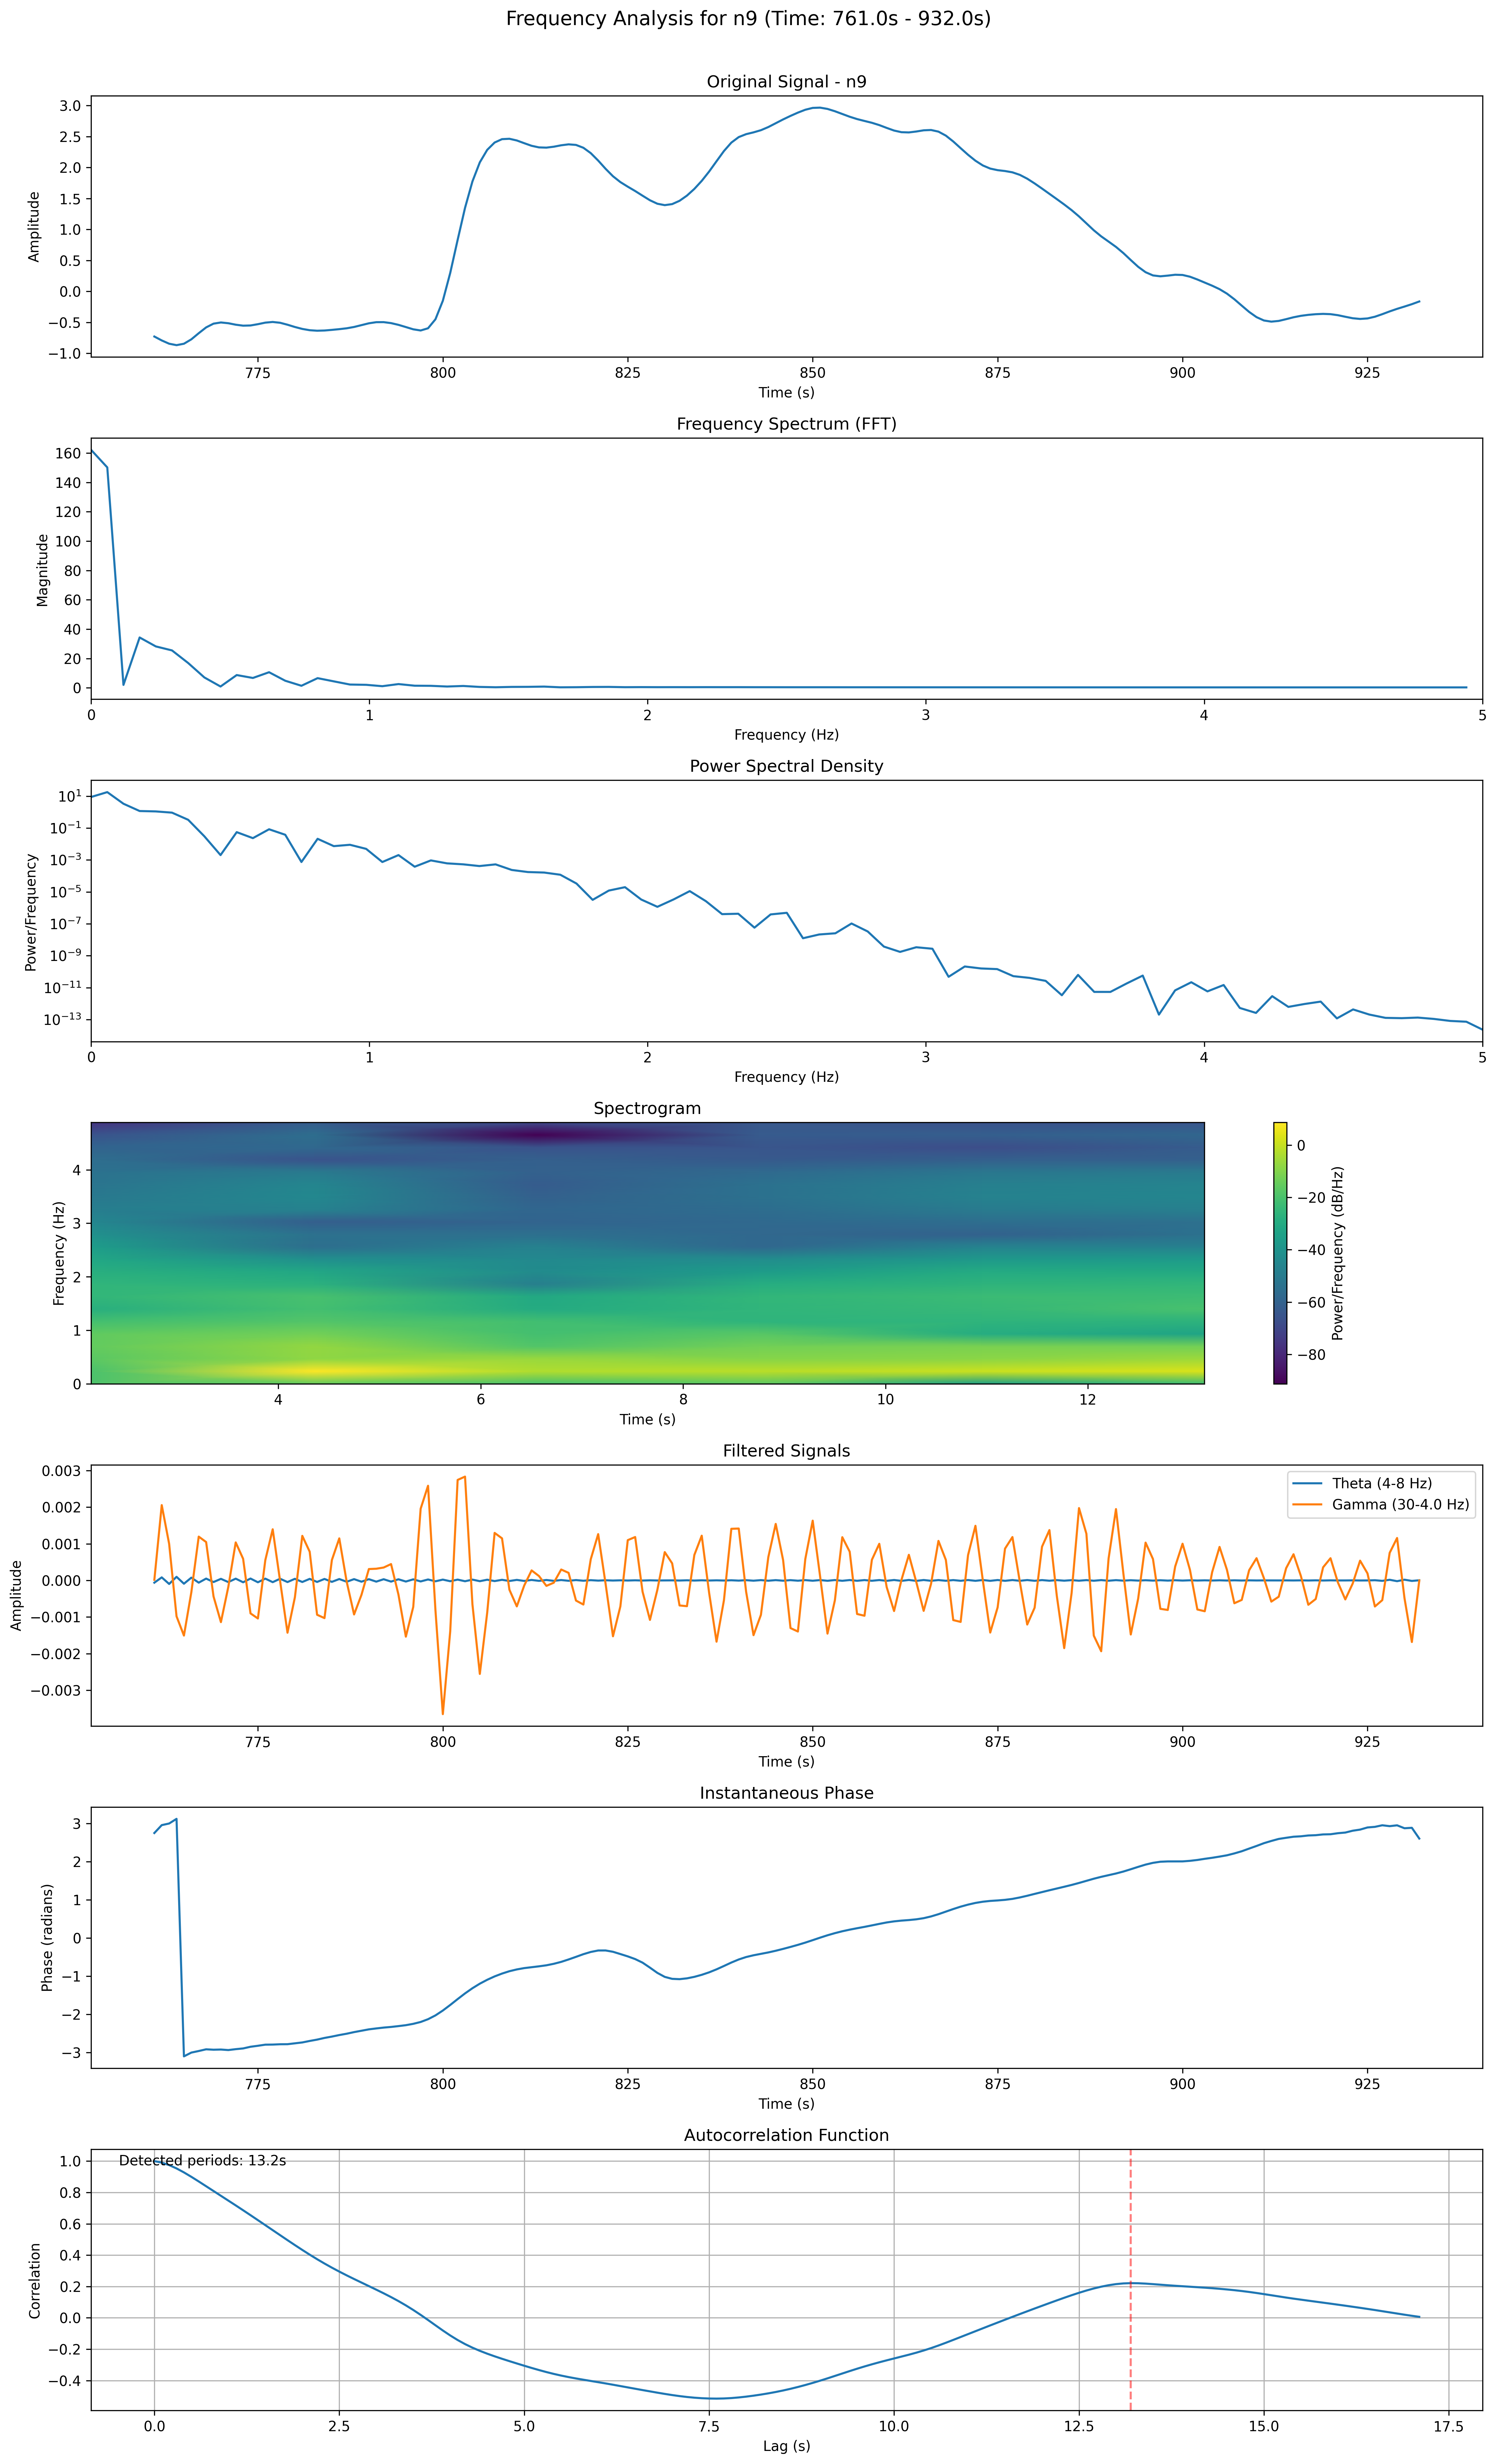 Frequency Analysis for n9 (Time: 761.0s - 932.0s)
Original Signal - n9
Amplitude
3.0
2.5
2.0
1.5
1.0
0.5
0.0
−0.5
−1.0
775 800 825 850 875 900 925
Time (s)
Frequency Spectrum (FFT)
Magnitude
160
140
120
100
80
60
40
20
0
0 1 2 3 4 5
Frequency (Hz)
Power Spectral Density
Power/Frequency
10¹
10⁻¹
10⁻³
10⁻⁵
10⁻⁷
10⁻⁹
10⁻¹¹
10⁻¹³
0 1 2 3 4 5
Frequency (Hz)
Spectrogram
Frequency (Hz)
4
3
2
1
0
4 6 8 10 12
Time (s)
0
−20
−40
−60
−80
Power/Frequency (dB/Hz)
Filtered Signals
Amplitude
0.003
0.002
0.001
0.000
−0.001
−0.002
−0.003
Theta (4-8 Hz)
Gamma (30-4.0 Hz)
775 800 825 850 875 900 925
Time (s)
Instantaneous Phase
Phase (radians)
3
2
1
0
−1
−2
−3
775 800 825 850 875 900 925
Time (s)
Autocorrelation Function
Detected periods: 13.2s
Correlation
1.0
0.8
0.6
0.4
0.2
0.0
−0.2
−0.4
0.0 2.5 5.0 7.5 10.0 12.5 15.0 17.5
Lag (s)